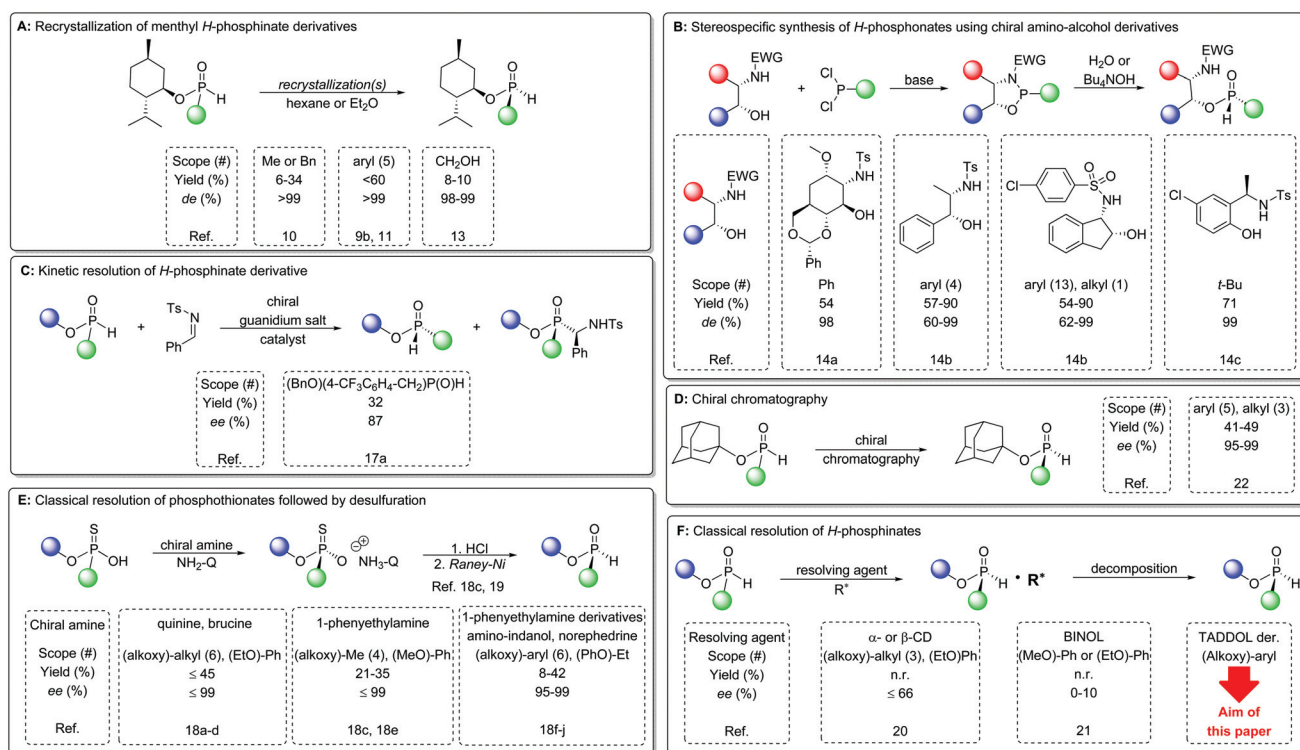 A: Recrystallization of menthyl H-phosphinate derivatives
O
P
H
O
recrystallization(s)
hexane or Et2O
O
P
H
O
Scope (#)
Yield (%)
de (%)
Ref.
Me or Bn
6-34
>99
10
aryl (5)
<60
>99
9b, 11
CH2OH
8-10
98-99
13
B: Stereospecific synthesis of H-phosphonates using chiral amino-alcohol derivatives
EWG
NH
OH
+
Cl
P
Cl
base
EWG
N
P
O
H2O or
Bu4NOH
EWG
NH
O
P
O
H
EWG
NH
OH
O
Ts
NH
OH
O
O
Ph
Ts
NH
OH
Cl
O
S
O
NH
OH
Cl
N
H
Ts
OH
Scope (#)
Yield (%)
de (%)
Ref.
Ph
54
98
14a
aryl (4)
57-90
60-99
14b
aryl (13), alkyl (1)
54-90
62-99
14b
t-Bu
71
99
14c
C: Kinetic resolution of H-phosphinate derivative
O
P
H
O
+
Ts
N
Ph
chiral
guanidium salt
catalyst
O
P
O
H
+
O
P
O
NHTs
Ph
Scope (#)
Yield (%)
ee (%)
Ref.
(BnO)(4-CF3C6H4-CH2)P(O)H
32
87
17a
D: Chiral chromatography
O
P
H
O
chiral
chromatography
O
P
H
O
Scope (#)
Yield (%)
ee (%)
Ref.
aryl (5), alkyl (3)
41-49
95-99
22
E: Classical resolution of phosphothionates followed by desulfuration
S
P
OH
O
chiral amine
NH2-Q
S
P
O
O
⊖⊕
NH3-Q
1. HCl
2. Raney-Ni
Ref. 18c, 19
O
P
H
O
Chiral amine
Scope (#)
Yield (%)
ee (%)
Ref.
quinine, brucine
(alkoxy)-alkyl (6), (EtO)-Ph
≤ 45
≤ 99
18a-d
1-phenyethylamine
(alkoxy)-Me (4), (MeO)-Ph
21-35
≤ 99
18c, 18e
1-phenyethylamine derivatives
amino-indanol, norephedrine
(alkoxy)-aryl (6), (PhO)-Et
8-42
95-99
18f-j
F: Classical resolution of H-phosphinates
O
P
H
O
resolving agent
R*
O
P
H
O
• R*
decomposition
O
P
H
O
Resolving agent
Scope (#)
Yield (%)
ee (%)
Ref.
α- or β-CD
(alkoxy)-alkyl (3), (EtO)Ph
n.r.
≤ 66
20
BINOL
(MeO)-Ph or (EtO)-Ph
n.r.
0-10
21
TADDOL der.
(Alkoxy)-aryl
Aim of
this paper